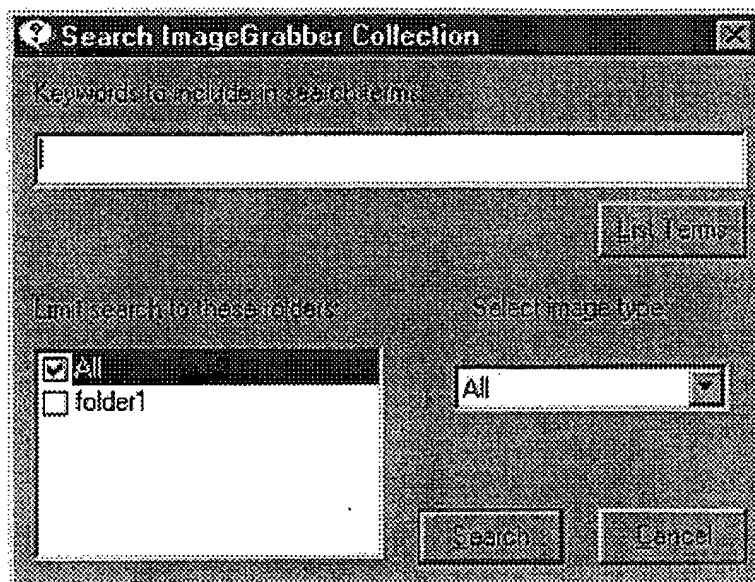 Search ImageGrabber Collection
Keywords to include in search term:
List Terms
Limit search to these folders:
Select image type:
All
folder1
All
Search
Cancel